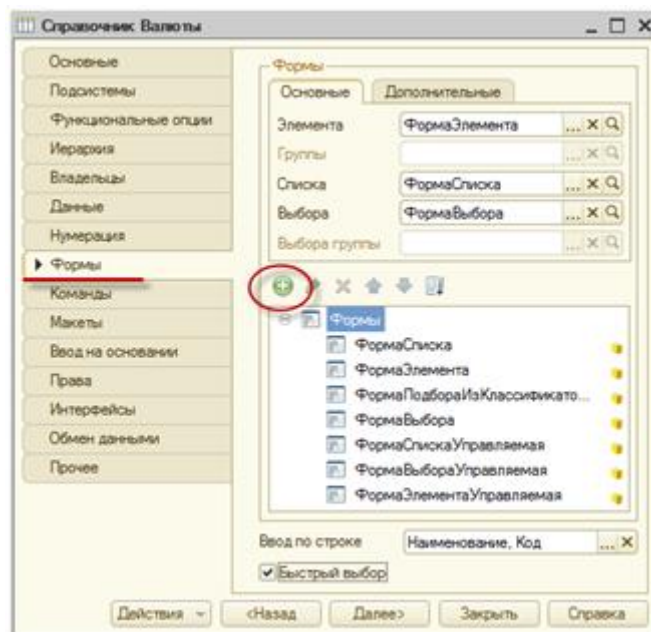 Справочник Валюты
Основные
Подсистемы
Функциональные опции
Иерархия
Владельцы
Данные
Нумерация
Формы
Команды
Макеты
Ввод на основании
Права
Интерфейсы
Обмен данными
Прочее
Формы
Основные Дополнительные
Элемента ФормаЭлемента
Группы
Списка ФормаСписка
Выбора ФормаВыбора
Выбора группы
Формы
ФормаСписка
ФормаЭлемента
ФормаПодбораИзКлассификато...
ФормаВыбора
ФормаСпискаУправляемая
ФормаВыбораУправляемая
ФормаЭлементаУправляемая
Ввод по строке Наименование, Код ...
Быстрый выбор
Действия <Назад Далее> Закрыть Справка